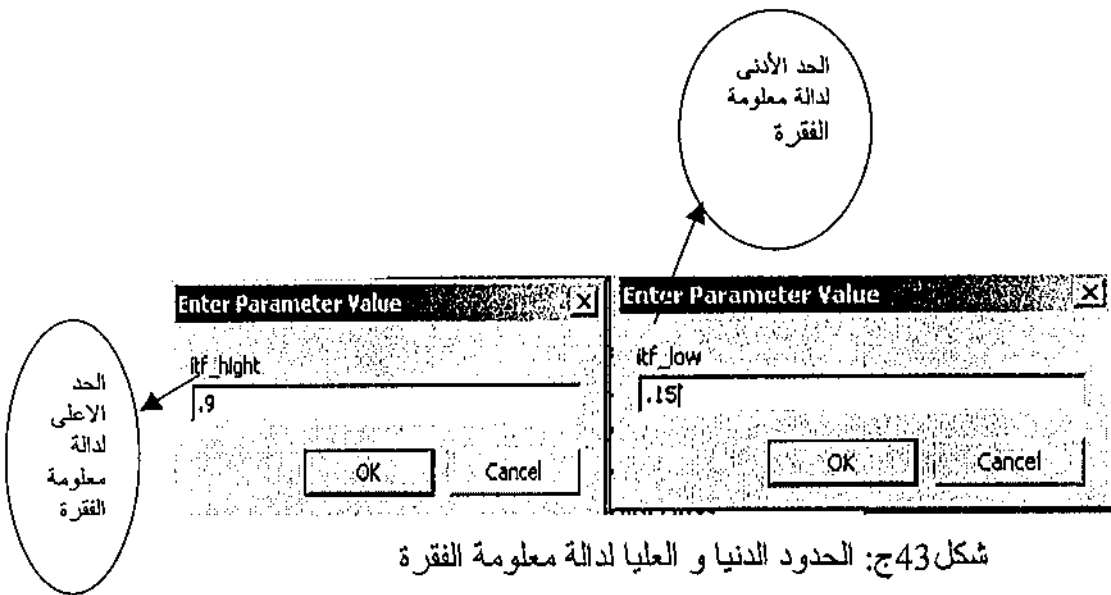 الحد الأدنى
لدالة معلومة
الفقرة
Enter Parameter Value
itf_hight
.9
OK
Cancel
Enter Parameter Value
itf_low
.15
OK
Cancel
الحد
الاعلى
لدالة
معلومة
الفقرة
شكل43ج: الحدود الدنيا و العليا لدالة معلومة الفقرة